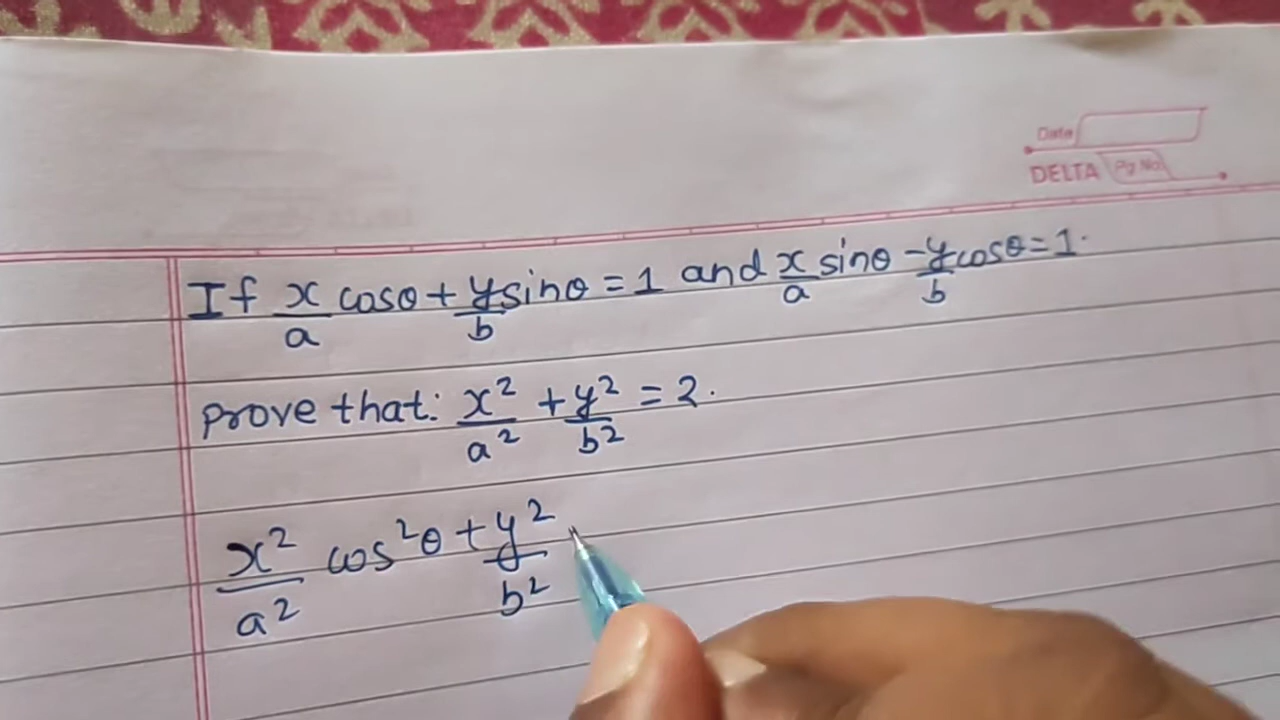 Date
DELTA Pg No
If x/a cosθ + y/b sinθ = 1 and x/a sinθ - y/b cosθ = 1.
prove that: x²/a² + y²/b² = 2.
x²/a² cos²θ + y²/b²